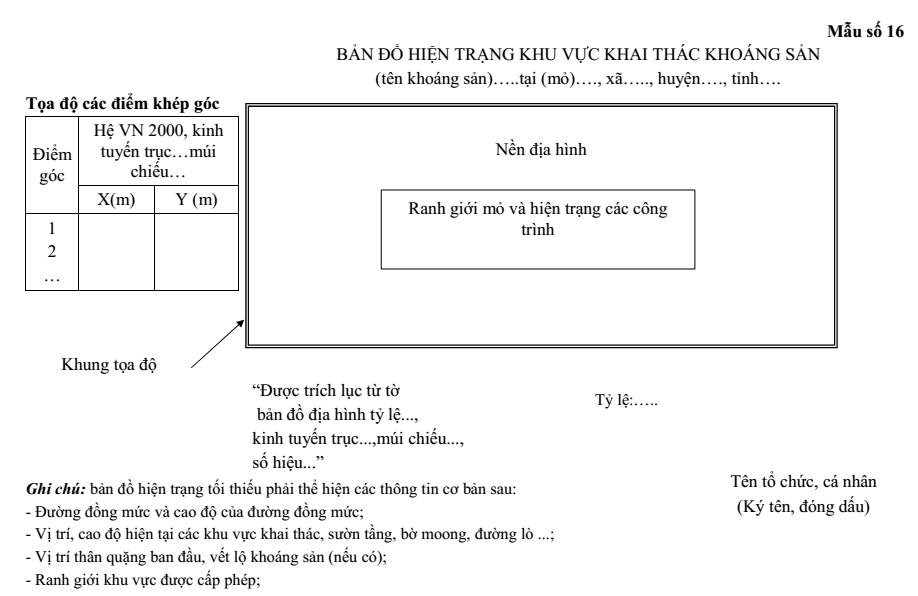 Mẫu số 16
BẢN ĐỒ HIỆN TRẠNG KHU VỰC KHAI THÁC KHOÁNG SẢN
(tên khoáng sản)…..tại (mỏ)…., xã….., huyện…., tỉnh….
Tọa độ các điểm khép góc
Điểm
góc
Hệ VN 2000, kinh
tuyến trục…múi
chiếu…
X(m) Y (m)
1
2
…
Nền địa hình
Ranh giới mỏ và hiện trạng các công
trình
Khung tọa độ
“Được trích lục từ tờ
bản đồ địa hình tỷ lệ...,
kinh tuyến trục...,múi chiếu...,
số hiệu...”
Tỷ lệ:…..
Tên tổ chức, cá nhân
(Ký tên, đóng dấu)
Ghi chú: bản đồ hiện trạng tối thiếu phải thể hiện các thông tin cơ bản sau:
- Đường đồng mức và cao độ của đường đồng mức;
- Vị trí, cao độ hiện tại các khu vực khai thác, sườn tầng, bờ moong, đường lò ...;
- Vị trí thân quặng ban đầu, vết lộ khoáng sản (nếu có);
- Ranh giới khu vực được cấp phép;